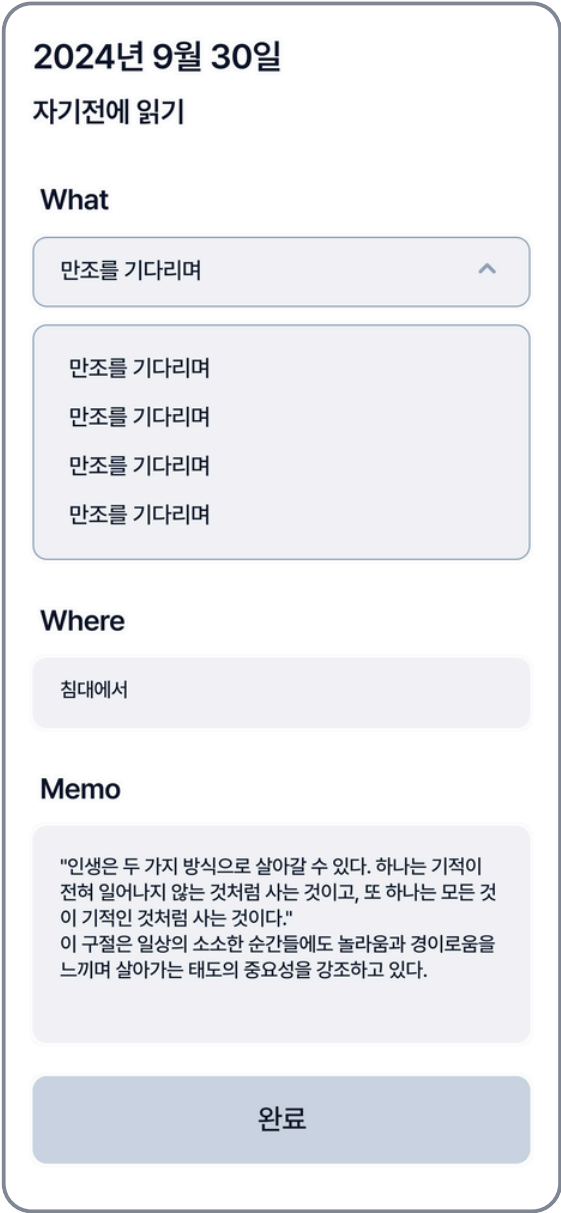 2024년 9월 30일
자기전에 읽기
What
만조를 기다리며
만조를 기다리며
만조를 기다리며
만조를 기다리며
만조를 기다리며
Where
침대에서
Memo
"인생은 두 가지 방식으로 살아갈 수 있다. 하나는 기적이
전혀 일어나지 않는 것처럼 사는 것이고, 또 하나는 모든 것
이 기적인 것처럼 사는 것이다."
이 구절은 일상의 소소한 순간들에도 놀라움과 경이로움을
느끼며 살아가는 태도의 중요성을 강조하고 있다.
완료